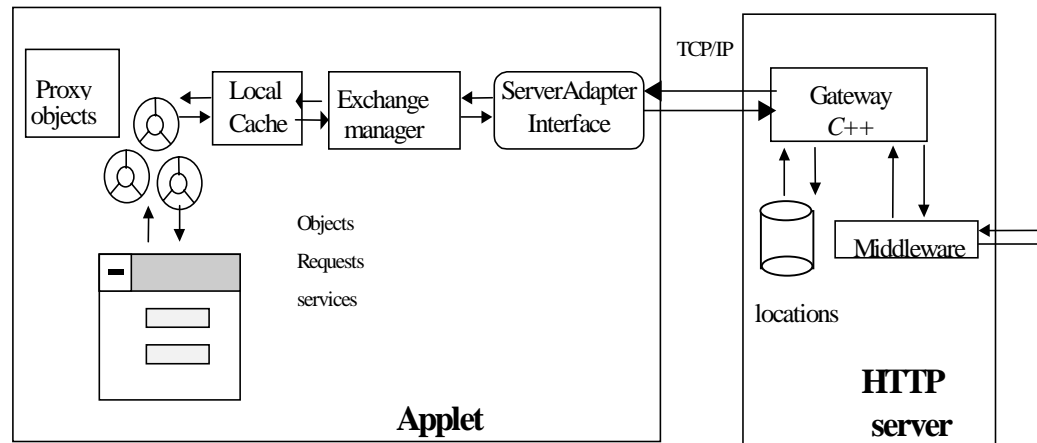 Proxy
objects
Local
Cache
Exchange
manager
ServerAdapter
Interface
TCP/IP
Gateway
C++
Objects
Requests
services
Middleware
locations
Applet
HTTP
server